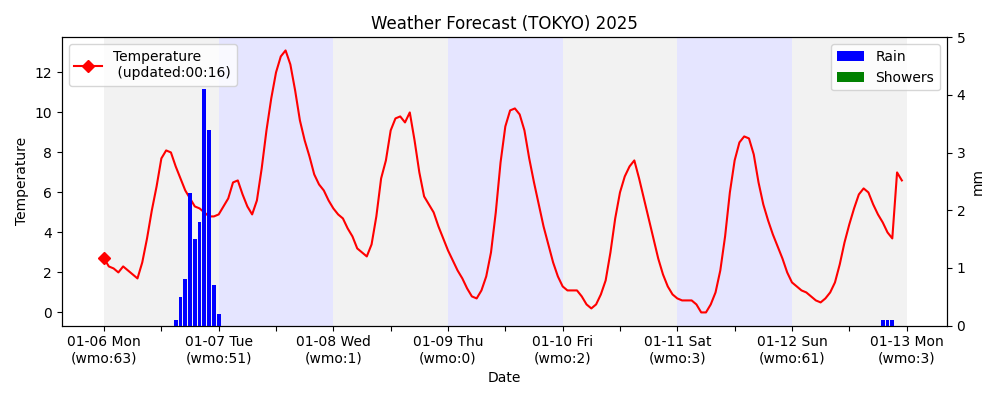 Weather Forecast (TOKYO) 2025
Temperature
(updated:00:16)
Rain
Showers
Temperature
12
10
8
6
4
2
0
5
4
3
2
1
0
mm
01-06 Mon
(wmo:63)
01-07 Tue
(wmo:51)
01-08 Wed
(wmo:1)
01-09 Thu
(wmo:0)
01-10 Fri
(wmo:2)
01-11 Sat
(wmo:3)
01-12 Sun
(wmo:61)
01-13 Mon
(wmo:3)
Date